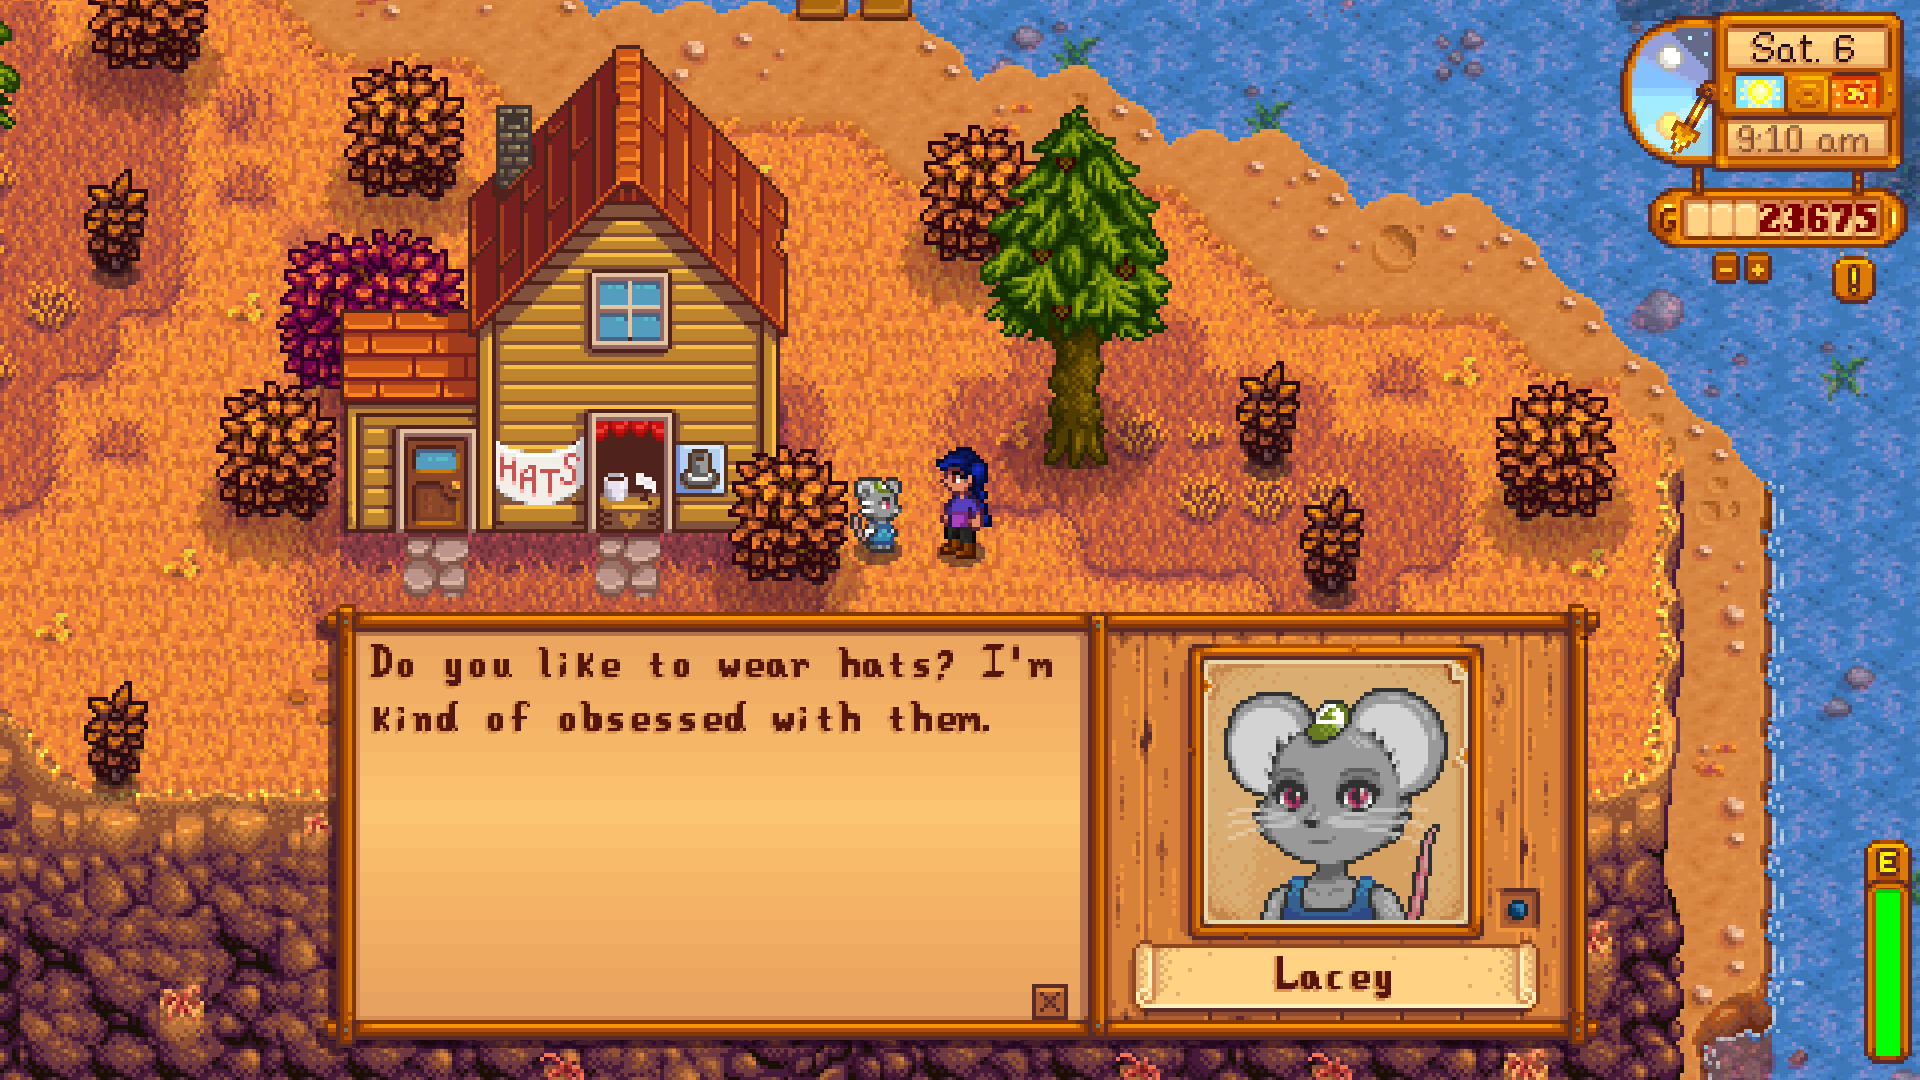 Sat. 6
9:10 am
G 23675
HATS
Do you like to wear hats? I'm
kind of obsessed with them.
Lacey
E